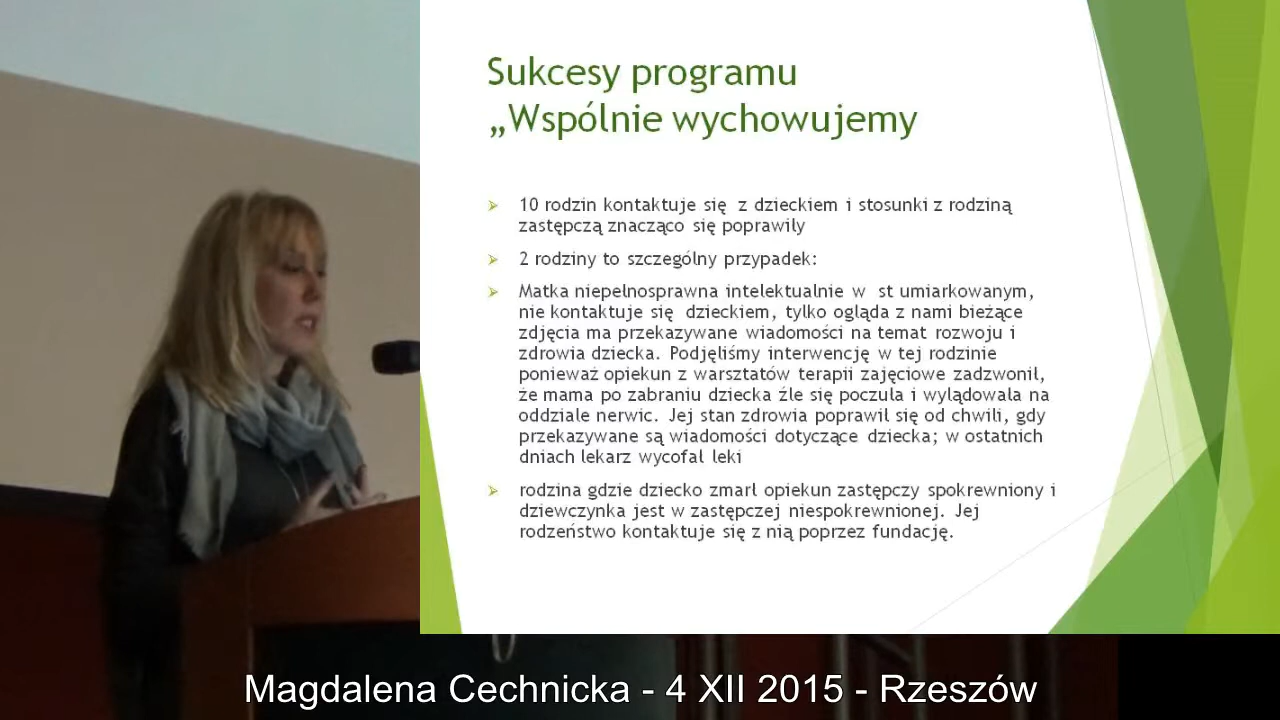 Sukcesy programu
„Wspólnie wychowujemy
10 rodzin kontaktuje się z dzieckiem i stosunki z rodziną
zastępczą znacząco się poprawiły
2 rodziny to szczególny przypadek:
Matka niepełnosprawna intelektualnie w st umiarkowanym,
nie kontaktuje się dzieckiem, tylko ogląda z nami bieżące
zdjęcia ma przekazywane wiadomości na temat rozwoju i
zdrowia dziecka. Podjęliśmy interwencję w tej rodzinie
ponieważ opiekun z warsztatów terapii zajęciowe zadzwonił,
że mama po zabraniu dziecka źle się poczuła i wylądowała na
oddziale nerwic. Jej stan zdrowia poprawił się od chwili, gdy
przekazywane są wiadomości dotyczące dziecka; w ostatnich
dniach lekarz wycofał leki
rodzina gdzie dziecko zmarł opiekun zastępczy spokrewniony i
dziewczynka jest w zastępczej niespokrewnionej. Jej
rodzeństwo kontaktuje się z nią poprzez fundację.
Magdalena Cechnicka - 4 XII 2015 - Rzeszów